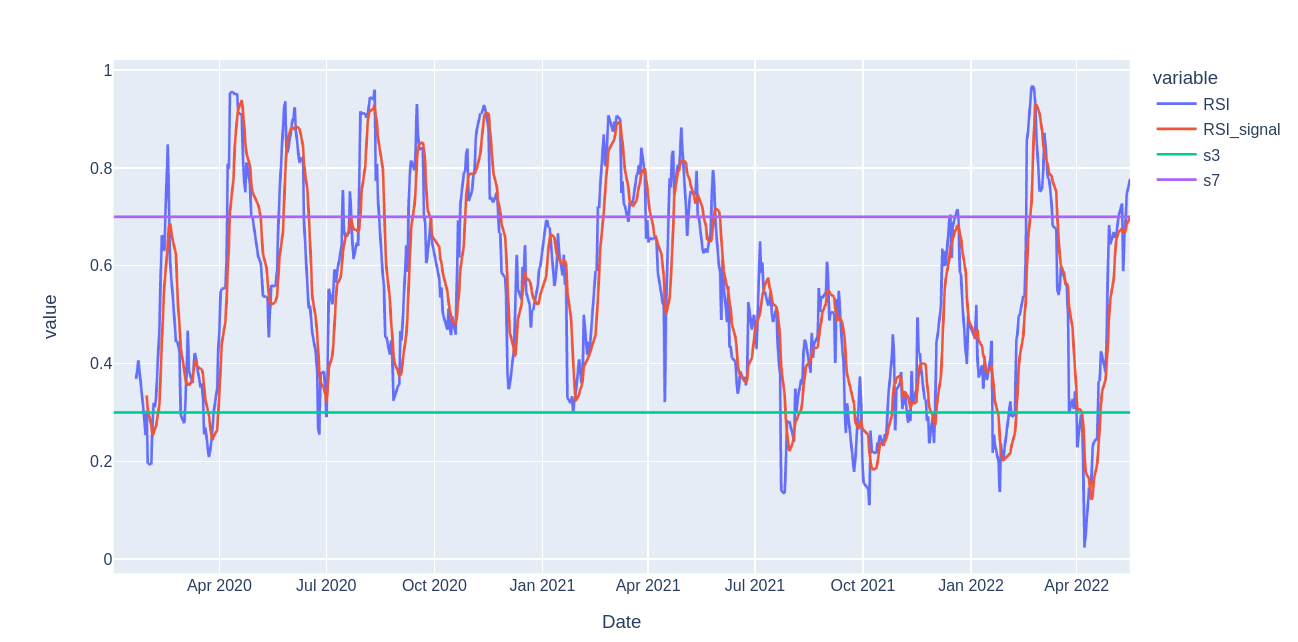 variable
RSI
RSI_signal
s3
s7
value
1
0.8
0.6
0.4
0.2
0
Apr 2020
Jul 2020
Oct 2020
Jan 2021
Apr 2021
Jul 2021
Oct 2021
Jan 2022
Apr 2022
Date